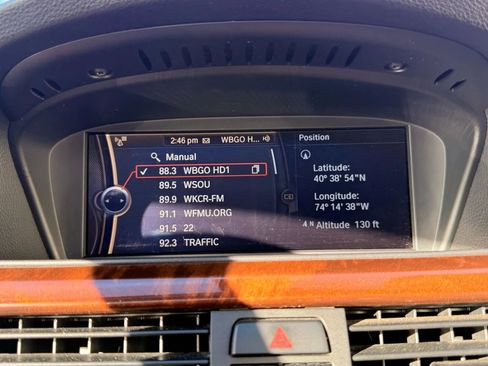 2:46 pm WBGO H...
Manual
88.3 WBGO HD1
89.5 WSOU
89.9 WKCR-FM
91.1 WFMU.ORG
91.5 22
92.3 TRAFFIC
Position
Latitude:
40° 38' 54"N
Longitude:
74° 14' 38"W
4 N Altitude 130 ft